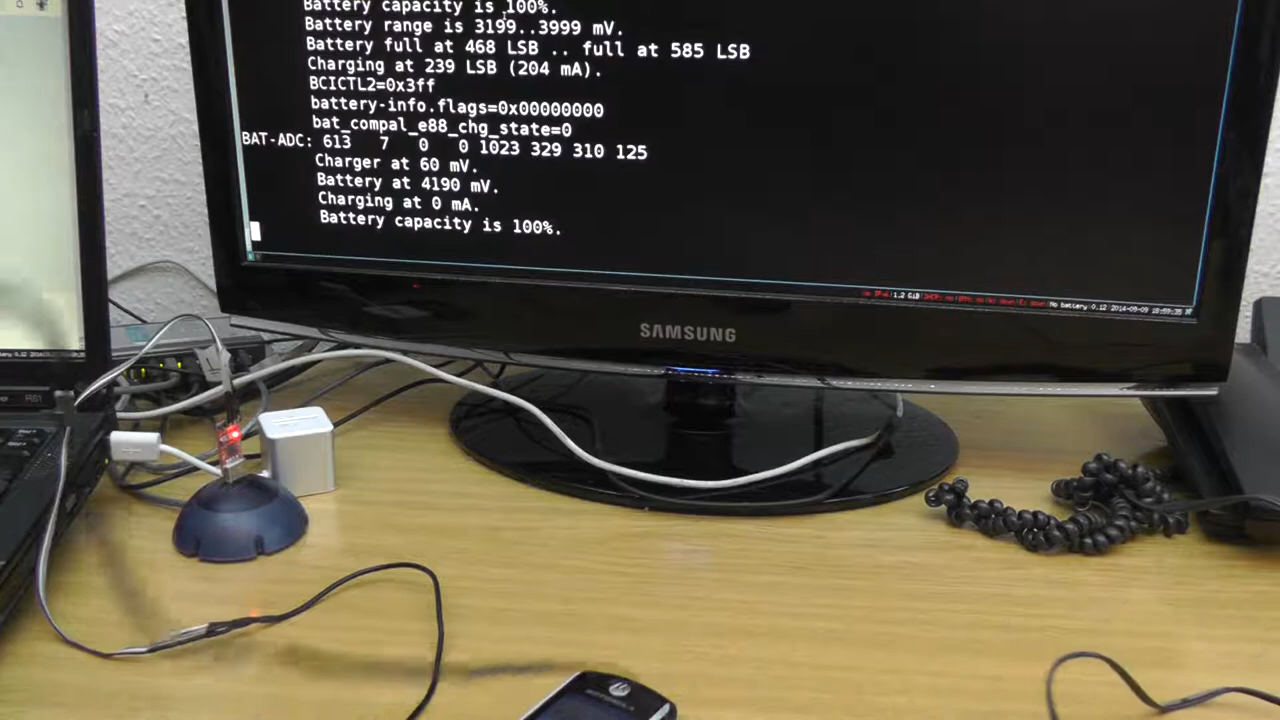 Battery capacity is 100%.
Battery range is 3199..3999 mV.
Battery full at 468 LSB .. full at 585 LSB
Charging at 239 LSB (204 mA).
BCICTL2=0x3ff
battery-info.flags=0x00000000
bat_compal_e88_chg_state=0
BAT-ADC: 613 7 0 0 1023 329 310 125
Charger at 60 mV.
Battery at 4190 mV.
Charging at 0 mA.
Battery capacity is 100%.
SAMSUNG
MOTOROLA